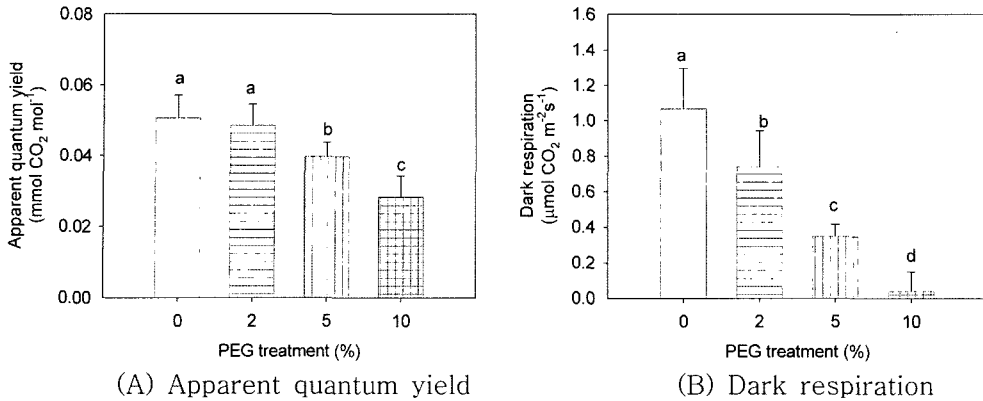 Apparent quantum yield
(mmol CO₂ mol⁻¹)
0.08
0.06
0.04
0.02
0.00
a
a
b
c
0
2
5
10
PEG treatment (%)
(A) Apparent quantum yield
Dark respiration
(μmol CO₂ m⁻²s⁻¹)
1.6
1.4
1.2
1.0
0.8
0.6
0.4
0.2
0.0
a
b
c
d
0
2
5
10
PEG treatment (%)
(B) Dark respiration